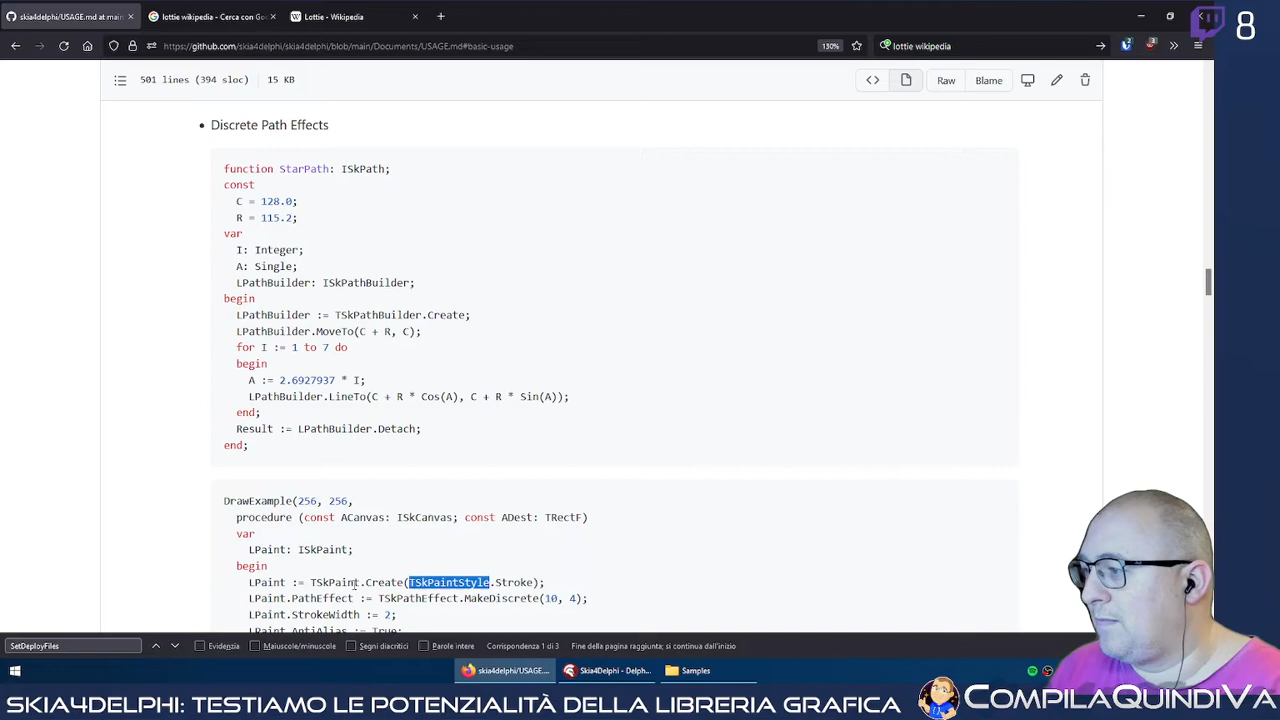 skia4delphi/USAGE.md at main
lottie wikipedia - Cerca con Goo
Lottie - Wikipedia
8
https://github.com/skia4delphi/skia4delphi/blob/main/Documents/USAGE.md#basic-usage
130%
lottie wikipedia
501 lines (394 sloc)
15 KB
Raw
Blame
Discrete Path Effects
function StarPath: ISkPath;
const
C = 128.0;
R = 115.2;
var
I: Integer;
A: Single;
LPathBuilder: ISkPathBuilder;
begin
LPathBuilder := TSkPathBuilder.Create;
LPathBuilder.MoveTo(C + R, C);
for I := 1 to 7 do
begin
A := 2.6927937 * I;
LPathBuilder.LineTo(C + R * Cos(A), C + R * Sin(A));
end;
Result := LPathBuilder.Detach;
end;
DrawExample(256, 256,
procedure (const ACanvas: ISkCanvas; const ADest: TRectF)
var
LPaint: ISkPaint;
begin
LPaint := TSkPaint.Create(TSkPaintStyle.Stroke);
LPaint.PathEffect := TSkPathEffect.MakeDiscrete(10, 4);
LPaint.StrokeWidth := 2;
LPaint.AntiAlias := True;
SetDeployFiles
Evidenzia
Maiuscole/minuscole
Segni diacritici
Parole intere
Corrispondenza 1 di 3
Fine della pagina raggiunta; si continua dall'inizio
skia4delphi/USAGE...
Skia4Delphi - Delph...
Samples
SKIA4DELPHI: TESTIAMO LE POTENZIALITÀ DELLA LIBRERIA GRAFICA
COMPILAQUINDIVA